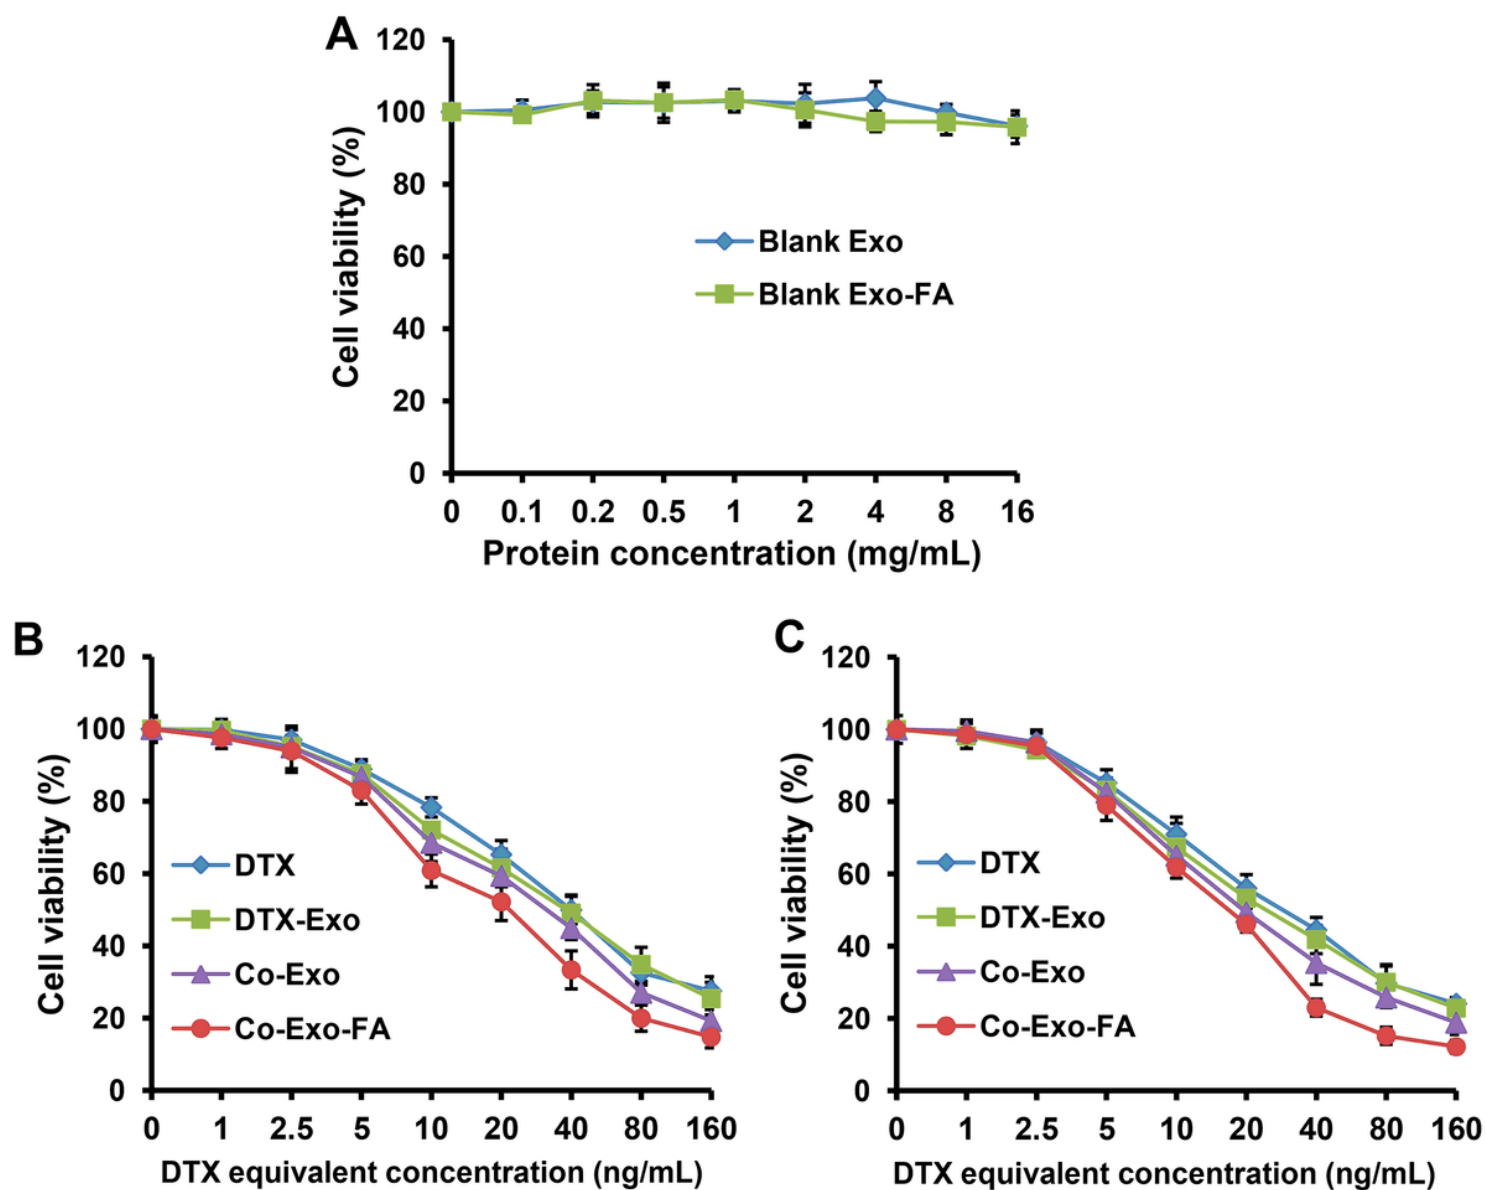 A
120
100
80
60
40
20
0
Cell viability (%)
Blank Exo
Blank Exo-FA
0 0.1 0.2 0.5 1 2 4 8 16
Protein concentration (mg/mL)
B
120
100
80
60
40
20
0
Cell viability (%)
DTX
DTX-Exo
Co-Exo
Co-Exo-FA
0 1 2.5 5 10 20 40 80 160
DTX equivalent concentration (ng/mL)
C
120
100
80
60
40
20
0
Cell viability (%)
DTX
DTX-Exo
Co-Exo
Co-Exo-FA
0 1 2.5 5 10 20 40 80 160
DTX equivalent concentration (ng/mL)